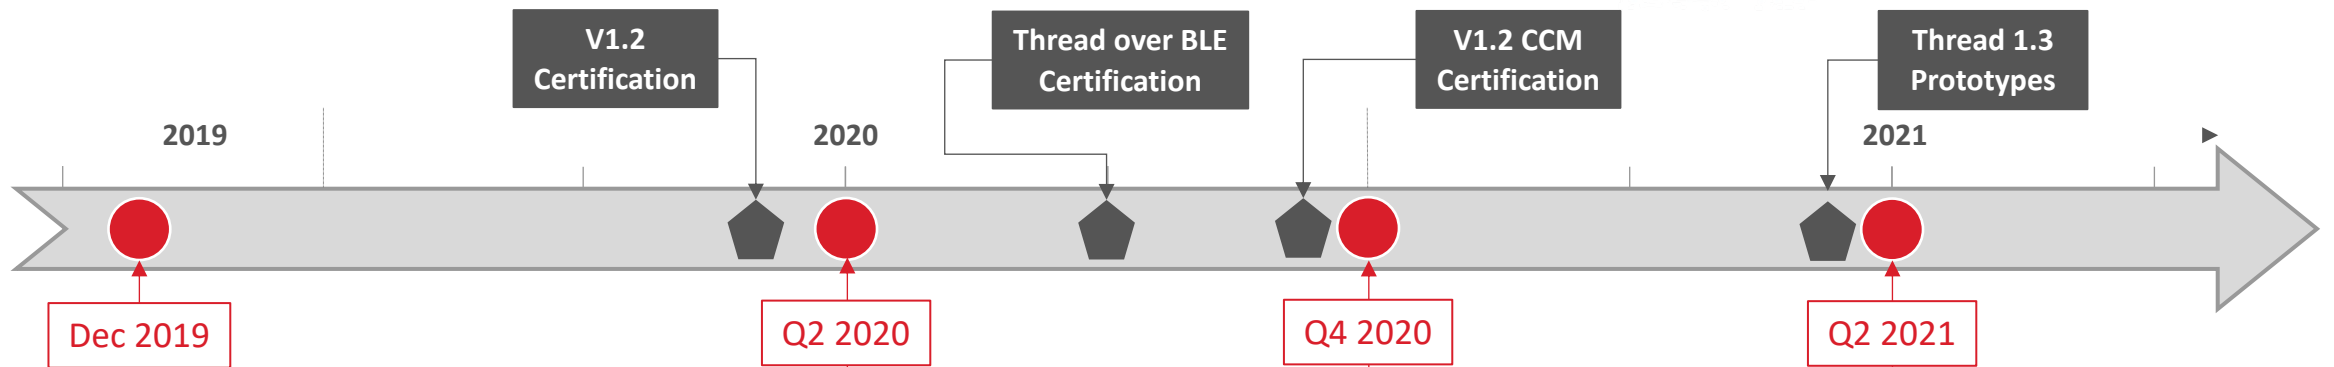 V1.2
Certification
Thread over BLE
Certification
V1.2 CCM
Certification
Thread 1.3
Prototypes
2019
2020
2021
Dec 2019
Q2 2020
Q4 2020
Q2 2021